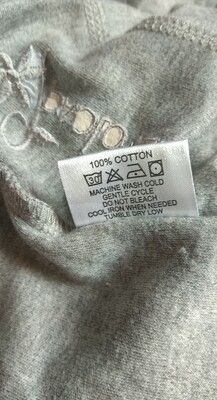 100% COTTON
30
MACHINE WASH COLD
GENTLE CYCLE
DO NOT BLEACH
COOL IRON WHEN NEEDED
TUMBLE DRY LOW